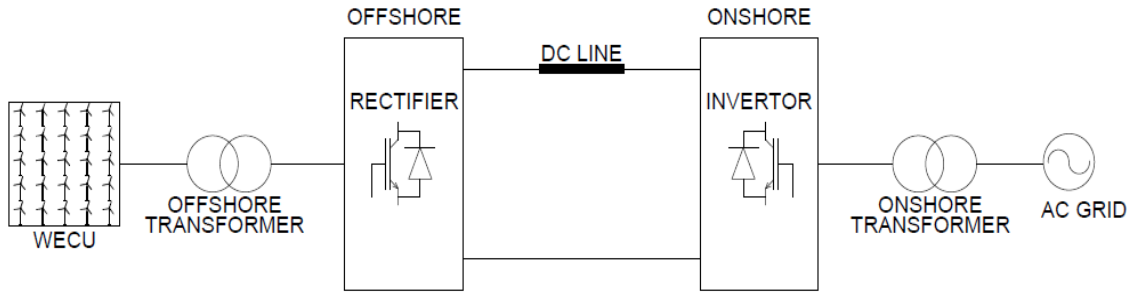 OFFSHORE
ONSHORE
DC LINE
RECTIFIER
INVERTOR
WECU
OFFSHORE
TRANSFORMER
ONSHORE
TRANSFORMER
AC GRID